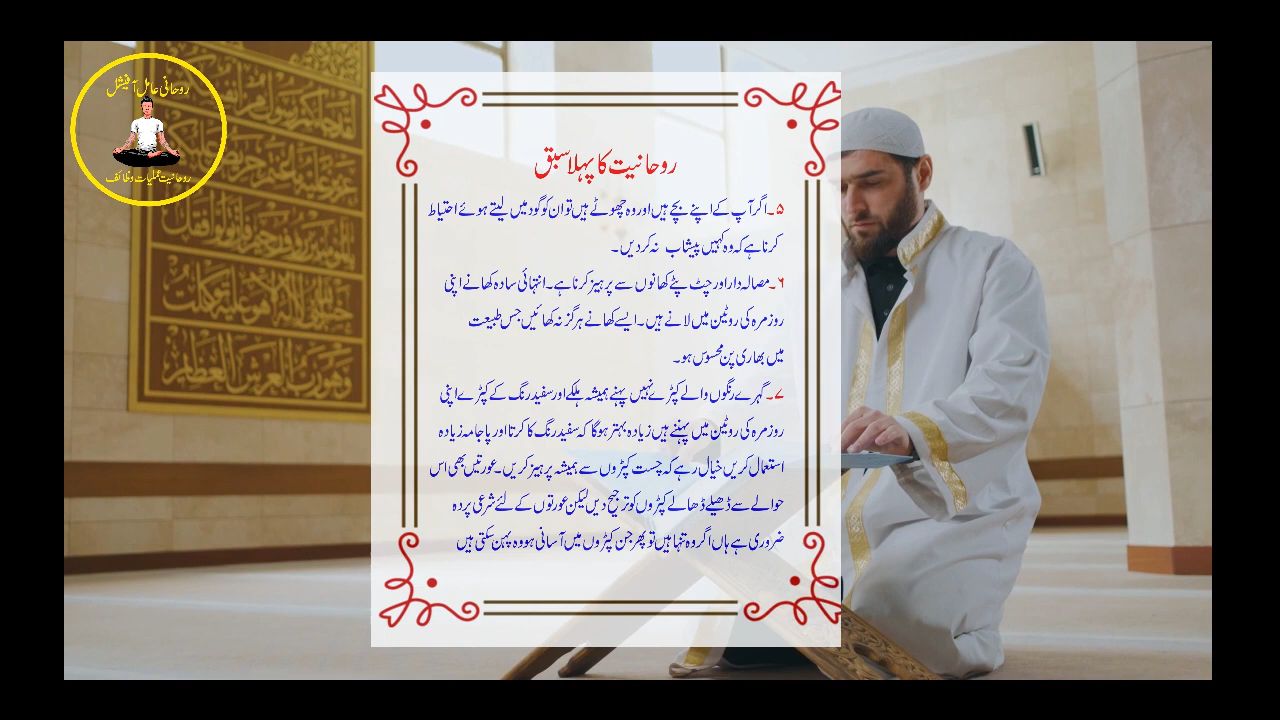 روحانی عامل آفیشل
روحانیت عملیات وظائف
روحانیت کا پہلا سبق
۵۔اگر آپ کے اپنے بچے ہیں اور وہ چھوٹے ہیں تو ان کو گود میں لیتے ہوئے احتیاط
کرنا ہے کہ وہ کہیں پیشاب نہ کر دیں ۔
۶۔مصالہ دار اور چٹ پٹے کھانوں سے پرہیز کرنا ہے۔انتہائی سادہ کھانے اپنی
روزمرہ کی روٹین میں لانے ہیں ۔ایسے کھانے ہرگز نہ کھائیں جس طبیعت
میں بھاری پن محسوس ہو۔
۷۔گہرے رنگوں والے کپڑے نہیں پہنے ہمیشہ ہلکے اور سفید رنگ کے کپڑے اپنی
روزمرہ کی روٹین میں پہننے ہیں زیادہ بہتر ہوگا کہ سفید رنگ کا کرتا اور پاجامہ زیادہ
استعمال کریں خیال رہے کہ چست کپڑوں سے ہمیشہ پرہیز کریں۔عورتیں بھی اس
حوالے سے ڈھیلے ڈھالے کپڑوں کو ترجیح دیں لیکن عورتوں کے لئے شرعی پردہ
ضروری ہے ہاں اگر وہ تنہا ہیں تو پھر جن کپڑوں میں آسانی ہو وہ پہن سکتی ہیں